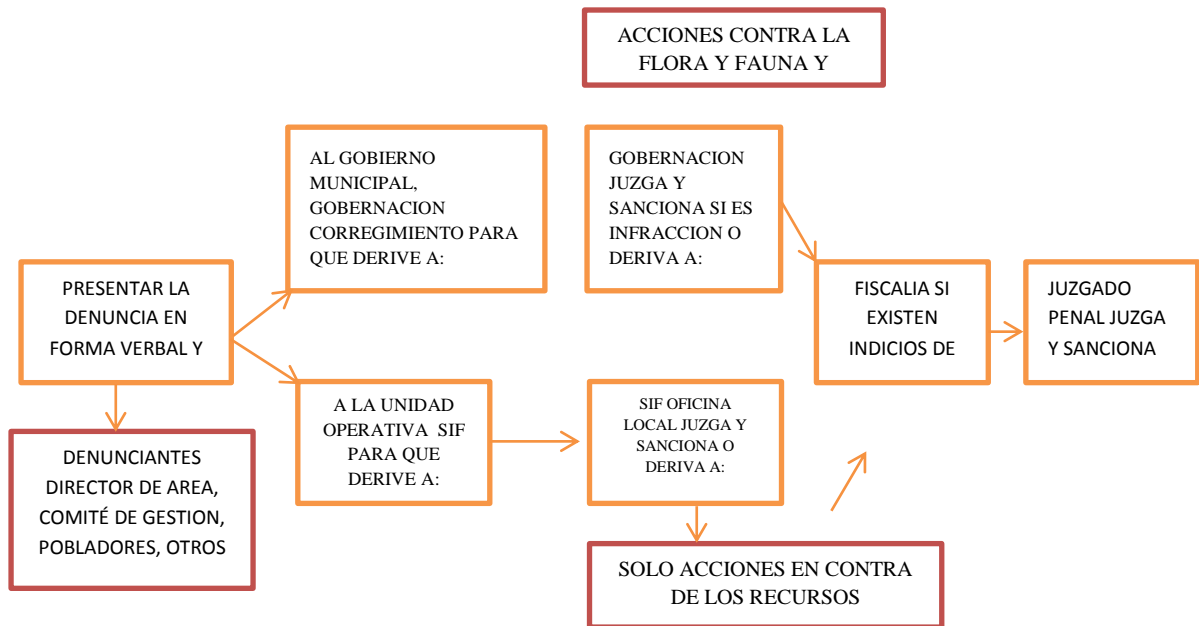 ACCIONES CONTRA LA
FLORA Y FAUNA Y
AL GOBIERNO
MUNICIPAL,
GOBERNACION
CORREGIMIENTO PARA
QUE DERIVE A:
GOBERNACION
JUZGA Y
SANCIONA SI ES
INFRACCION O
DERIVA A:
PRESENTAR LA
DENUNCIA EN
FORMA VERBAL Y
FISCALIA SI
EXISTEN
INDICIOS DE
JUZGADO
PENAL JUZGA
Y SANCIONA
A LA UNIDAD
OPERATIVA SIF
PARA QUE
DERIVE A:
SIF OFICINA
LOCAL JUZGA Y
SANCIONA O
DERIVA A:
DENUNCIANTES
DIRECTOR DE AREA,
COMITÉ DE GESTION,
POBLADORES, OTROS
SOLO ACCIONES EN CONTRA
DE LOS RECURSOS